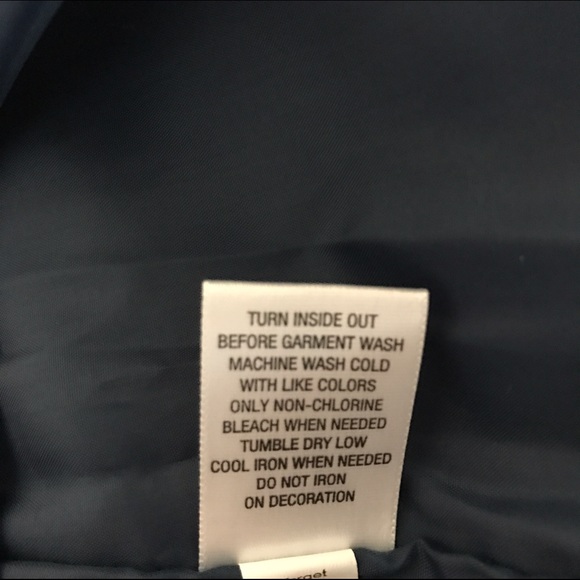 TURN INSIDE OUT
BEFORE GARMENT WASH
MACHINE WASH COLD
WITH LIKE COLORS
ONLY NON-CHLORINE
BLEACH WHEN NEEDED
TUMBLE DRY LOW
COOL IRON WHEN NEEDED
DO NOT IRON
ON DECORATION